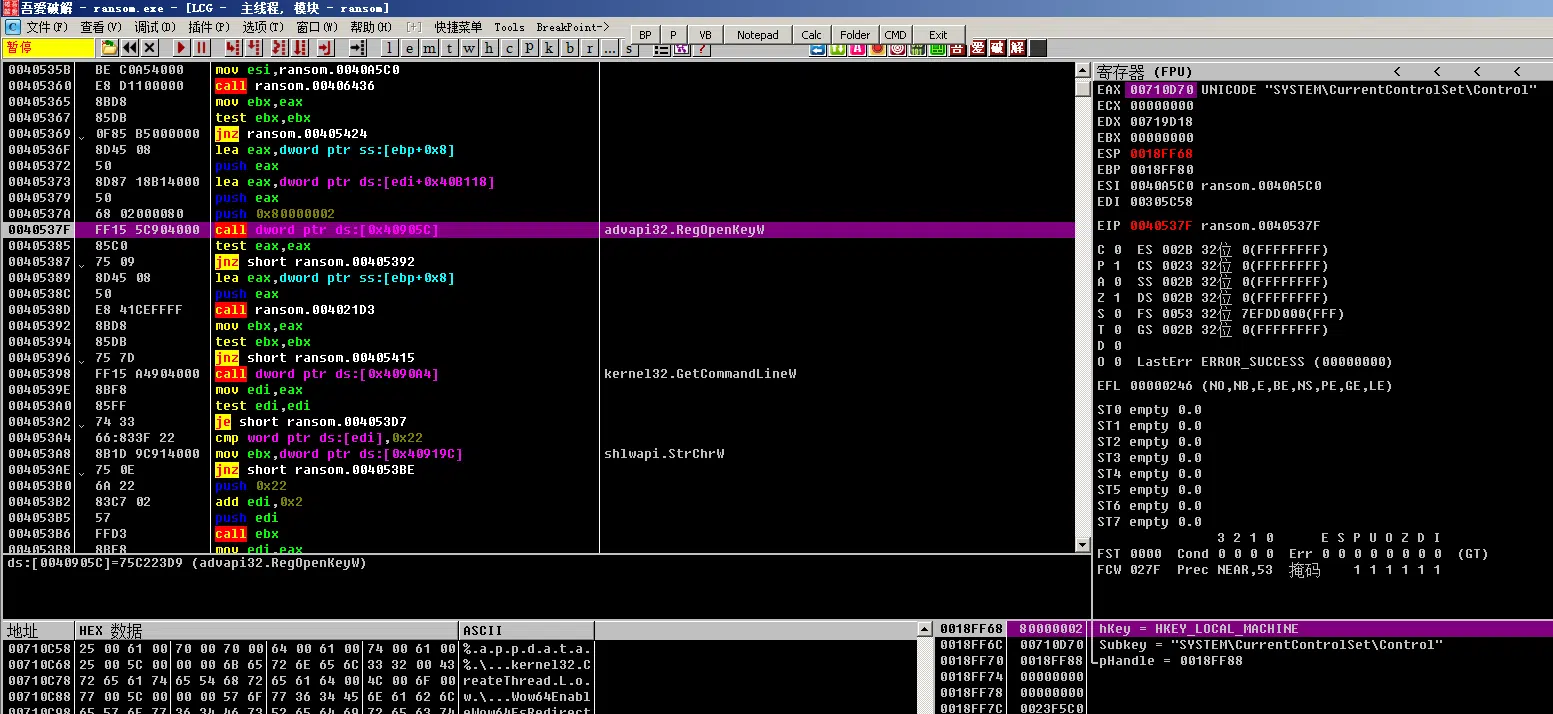 吾爱破解 - ransom.exe - [LCG - 主线程, 模块 - ransom]
文件(F) 查看(V) 调试(D) 插件(P) 选项(T) 窗口(W) 帮助(H) [+] 快捷菜单 Tools BreakPoint-> BP P VB Notepad Calc Folder CMD Exit
暂停 l e m t w h c p k b r ... s
吾 爱 破 解
0040535B BE C0A54000 mov esi,ransom.0040A5C0
00405360 E8 D1100000 call ransom.00406436
00405365 8BD8 mov ebx,eax
00405367 85DB test ebx,ebx
00405369 0F85 B5000000 jnz ransom.00405424
0040536F 8D45 08 lea eax,dword ptr ss:[ebp+0x8]
00405372 50 push eax
00405373 8D87 18B14000 lea eax,dword ptr ds:[edi+0x40B118]
00405379 50 push eax
0040537A 68 02000080 push 0x80000002
0040537F FF15 5C904000 call dword ptr ds:[0x40905C] advapi32.RegOpenKeyW
00405385 85C0 test eax,eax
00405387 75 09 jnz short ransom.00405392
00405389 8D45 08 lea eax,dword ptr ss:[ebp+0x8]
0040538C 50 push eax
0040538D E8 41CEFFFF call ransom.004021D3
00405392 8BD8 mov ebx,eax
00405394 85DB test ebx,ebx
00405396 75 7D jnz short ransom.00405415
00405398 FF15 A4904000 call dword ptr ds:[0x4090A4] kernel32.GetCommandLineW
0040539E 8BF8 mov edi,eax
004053A0 85FF test edi,edi
004053A2 74 33 je short ransom.004053D7
004053A4 66:833F 22 cmp word ptr ds:[edi],0x22
004053A8 8B1D 9C914000 mov ebx,dword ptr ds:[0x40919C] shlwapi.StrChrW
004053AE 75 0E jnz short ransom.004053BE
004053B0 6A 22 push 0x22
004053B2 83C7 02 add edi,0x2
004053B5 57 push edi
004053B6 FFD3 call ebx
004053B8 8BF8 mov edi,eax
ds:[0040905C]=75C223D9 (advapi32.RegOpenKeyW)
寄存器 (FPU) < < < <
EAX 00710D70 UNICODE "SYSTEM\CurrentControlSet\Control"
ECX 00000000
EDX 00719D18
EBX 00000000
ESP 0018FF68
EBP 0018FF80
ESI 0040A5C0 ransom.0040A5C0
EDI 00305C58
EIP 0040537F ransom.0040537F
C 0 ES 002B 32位 0(FFFFFFFF)
P 1 CS 0023 32位 0(FFFFFFFF)
A 0 SS 002B 32位 0(FFFFFFFF)
Z 1 DS 002B 32位 0(FFFFFFFF)
S 0 FS 0053 32位 7EFDD000(FFF)
T 0 GS 002B 32位 0(FFFFFFFF)
D 0
O 0 LastErr ERROR_SUCCESS (00000000)
EFL 00000246 (NO,NB,E,BE,NS,PE,GE,LE)
ST0 empty 0.0
ST1 empty 0.0
ST2 empty 0.0
ST3 empty 0.0
ST4 empty 0.0
ST5 empty 0.0
ST6 empty 0.0
ST7 empty 0.0
3 2 1 0 E S P U O Z D I
FST 0000 Cond 0 0 0 0 Err 0 0 0 0 0 0 0 0 (GT)
FCW 027F Prec NEAR,53 掩码 1 1 1 1 1 1
地址 HEX 数据 ASCII
00710C58 25 00 61 00 70 00 70 00 64 00 61 00 74 00 61 00 %.a.p.p.d.a.t.a.
00710C68 25 00 5C 00 00 00 6B 65 72 6E 65 6C 33 32 00 43 %.\...kernel32.C
00710C78 72 65 61 74 65 54 68 72 65 61 64 00 4C 00 6F 00 reateThread.L.o.
00710C88 77 00 5C 00 00 00 57 6F 77 36 34 45 6E 61 62 6C w.\...Wow64Enabl
00710C98 65 57 6F 77 36 34 46 73 52 65 64 69 72 65 63 74 eWow64FsRedirect
0018FF68 80000002 hKey = HKEY_LOCAL_MACHINE
0018FF6C 00710D70 Subkey = "SYSTEM\CurrentControlSet\Control"
0018FF70 0018FF88 pHandle = 0018FF88
0018FF74 00000000
0018FF78 00000000
0018FF7C 0023F5C0